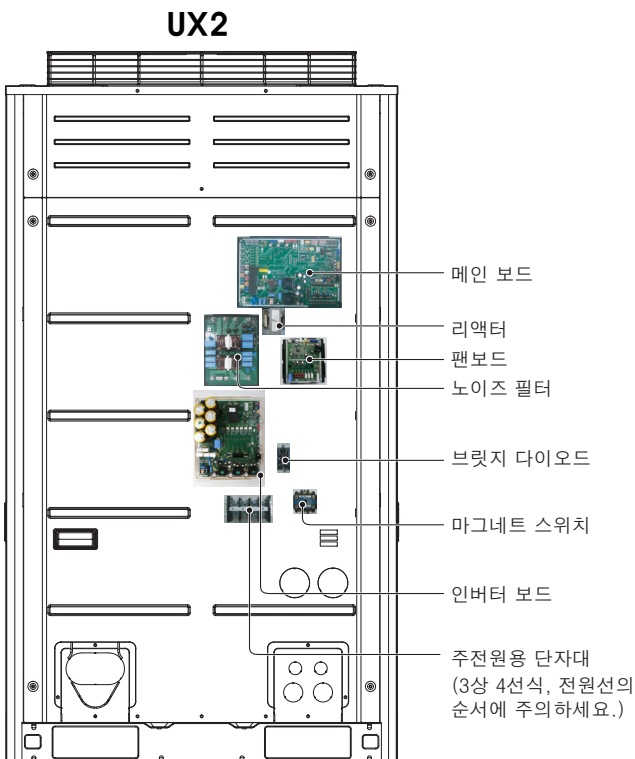 UX2
메인 보드
리액터
팬보드
노이즈 필터
브릿지 다이오드
마그네트 스위치
인버터 보드
주전원용 단자대
(3상 4선식, 전원선의
순서에 주의하세요.)